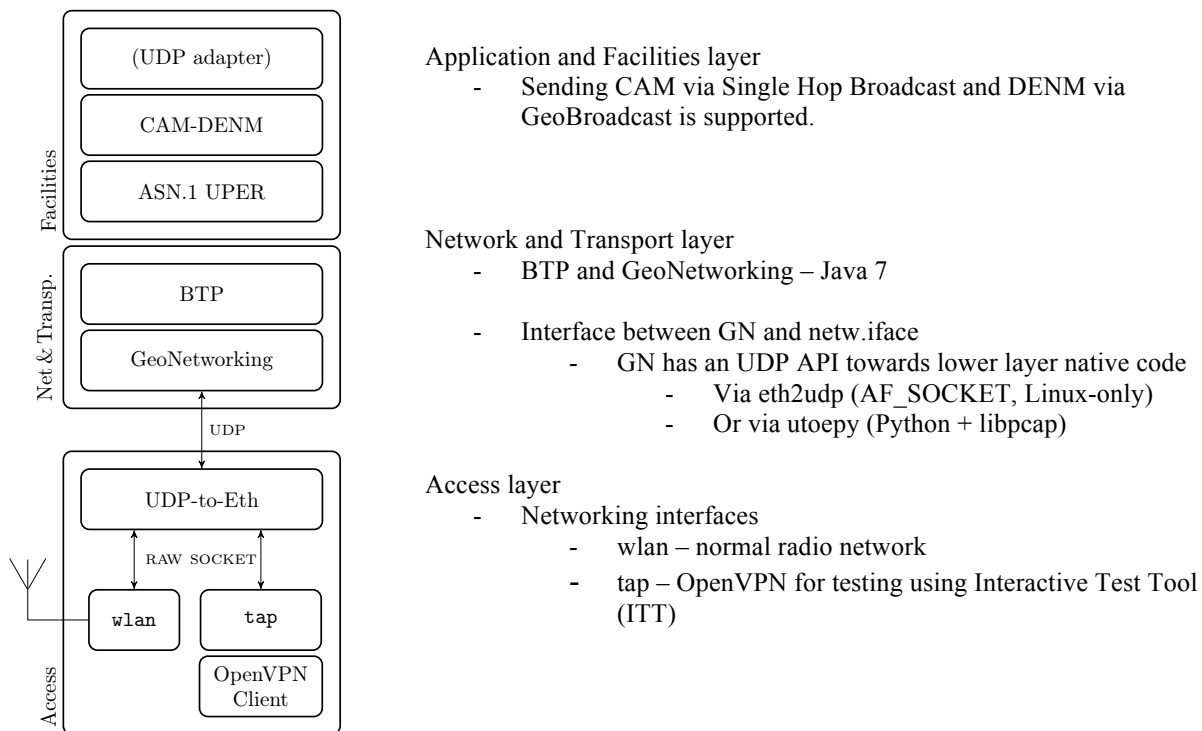 (UDP adapter)
CAM-DENM
ASN.1 UPER
Facilities
BTP
GeoNetworking
Net & Transp.
UDP
UDP-to-Eth
RAW SOCKET
wlan
tap
OpenVPN
Client
Access
Application and Facilities layer
- Sending CAM via Single Hop Broadcast and DENM via
GeoBroadcast is supported.
Network and Transport layer
- BTP and GeoNetworking – Java 7
- Interface between GN and netw.iface
- GN has an UDP API towards lower layer native code
- Via eth2udp (AF_SOCKET, Linux-only)
- Or via utoepy (Python + libpcap)
Access layer
- Networking interfaces
- wlan – normal radio network
- tap – OpenVPN for testing using Interactive Test Tool
(ITT)